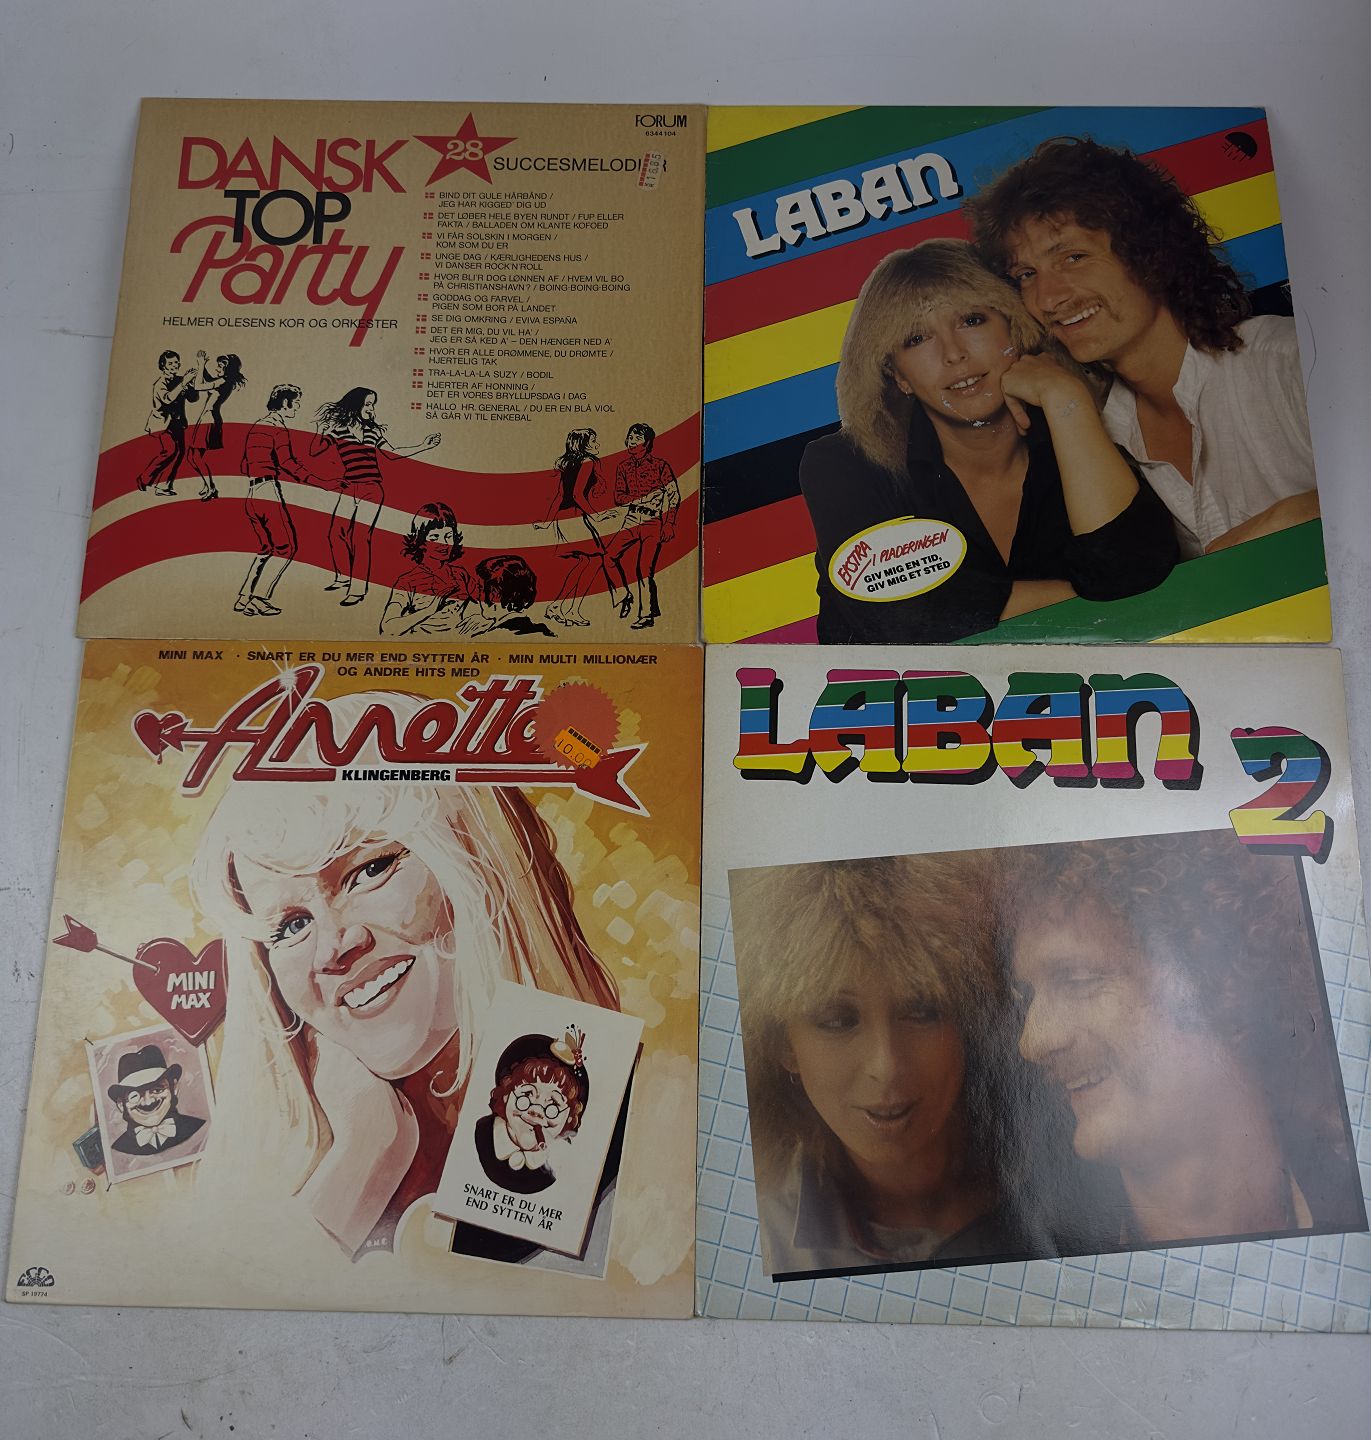 DANSK
TOP
Party
HELMER OLESENS KOR OG ORKESTER
28
SUCCESMELODI
FORUM
6344104
BIND DIT GULE HÅRBÅND /
JEG HAR KIGGED' DIG UD
DET LØBER HELE BYEN RUNDT / FUP ELLER
FAKTA / BALLADEN OM KLANTE KOFOED
VI FÅR SOLSKIN I MORGEN /
KOM SOM DU ER
UNGE DAG / KÆRLIGHEDENS HUS /
VI DANSER ROCK'N'ROLL
HVOR BLI'R DOG LØNNEN AF / HVEM VIL BO
PÅ CHRISTIANSHAVN? / BOING-BOING-BOING
GODDAG OG FARVEL /
PIGEN SOM BOR PÅ LANDET
SE DIG OMKRING / EVIVA ESPAÑA
DET ER MIG, DU VIL HA' /
JEG ER SÅ KED A' – DEN HÆNGER NED A'
HVOR ER ALLE DRØMMENE, DU DRØMTE /
HJERTELIG TAK
TRA-LA-LA-LA SUZY / BODIL
HJERTER AF HONNING /
DET ER VORES BRYLLUPSDAG I DAG
HALLO HR. GENERAL / DU ER EN BLÅ VIOL
SÅ GÅR VI TIL ENKEBAL
LABAN
EKSTRA
I PLADERINGEN
GIV MIG EN TID,
GIV MIG ET STED
MINI MAX · SNART ER DU MER END SYTTEN ÅR · MIN MULTI MILLIONÆR
OG ANDRE HITS MED
Annette
KLINGENBERG
10.00
MINI
MAX
SNART ER DU MER
END SYTTEN ÅR
SP 19774
LABAN
2